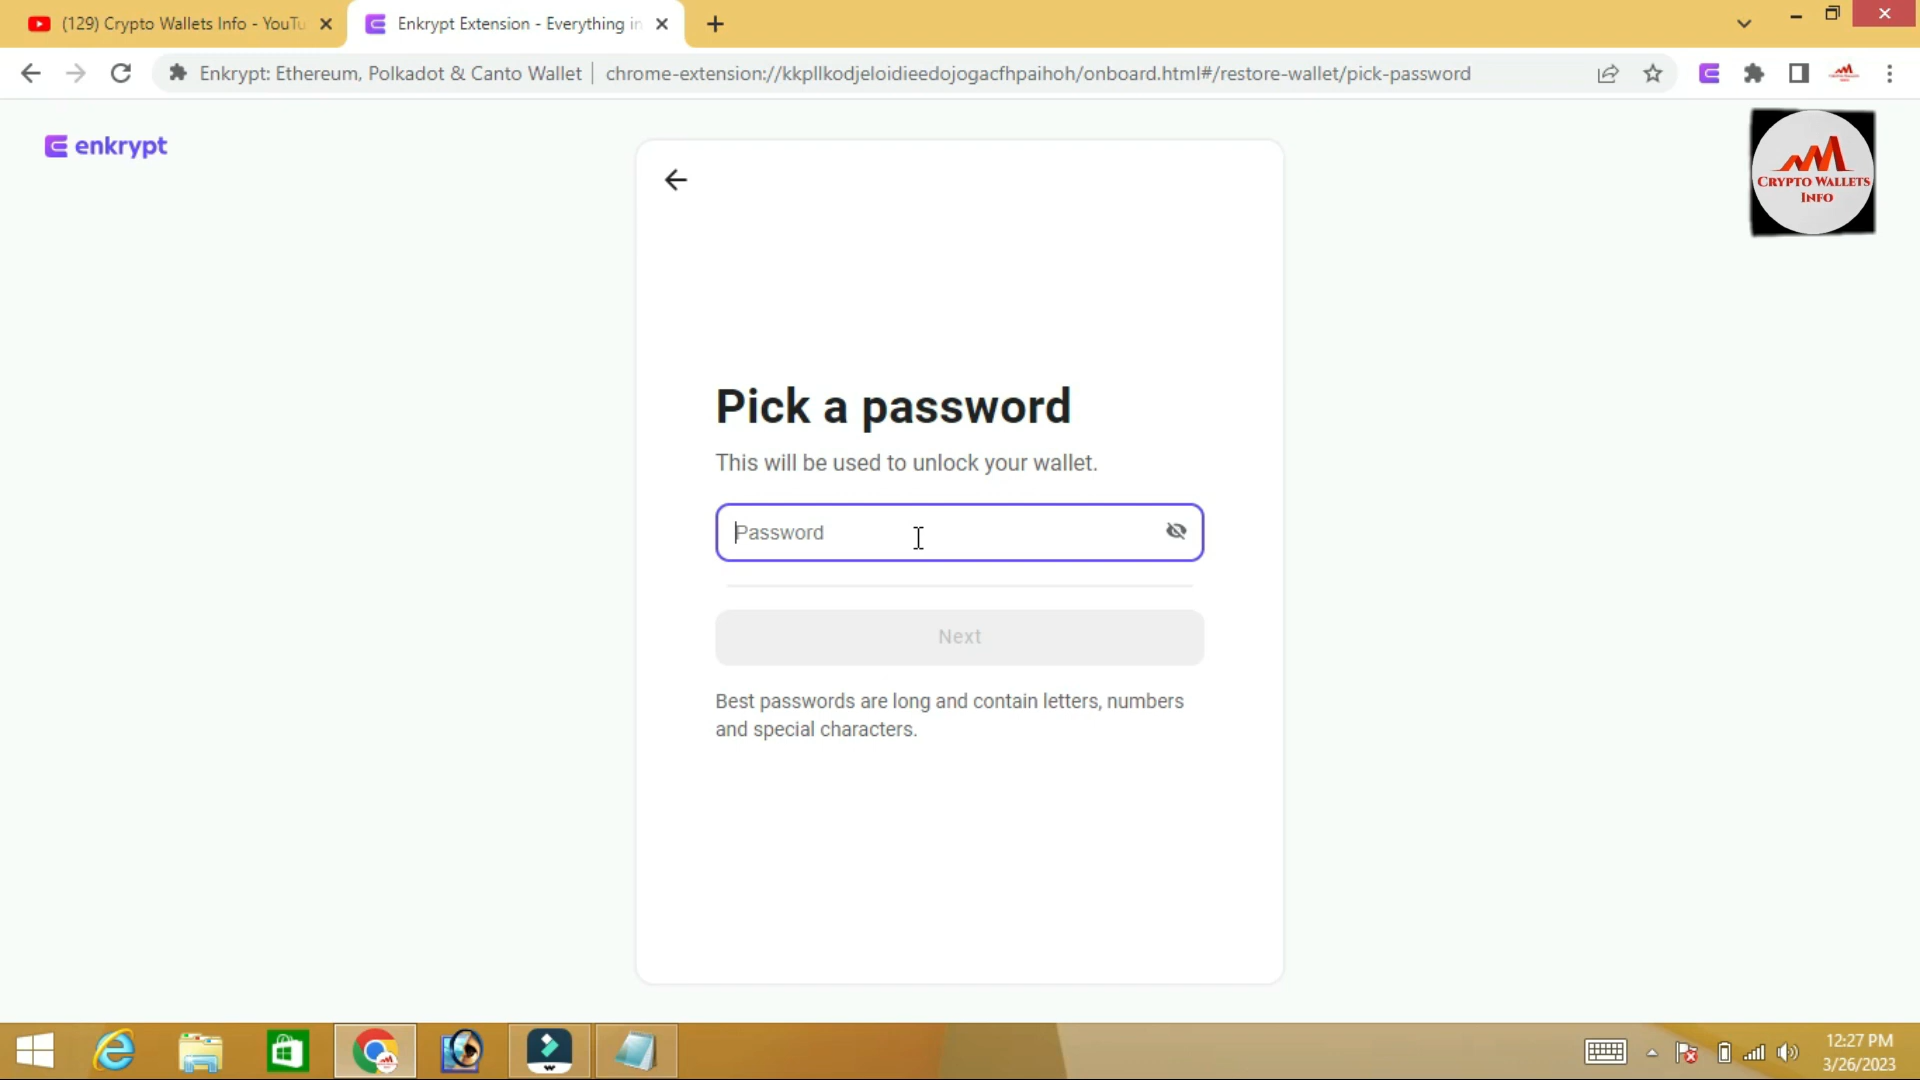 (129) Crypto Wallets Info - YouTu
Enkrypt Extension - Everything in
Enkrypt: Ethereum, Polkadot & Canto Wallet
chrome-extension://kkpllkodjeloidieedojogacfhpaihoh/onboard.html#/restore-wallet/pick-password
enkrypt
CRYPTO WALLETS
INFO
Pick a password
This will be used to unlock your wallet.
Password
Next
Best passwords are long and contain letters, numbers
and special characters.
12:27 PM
3/26/2023